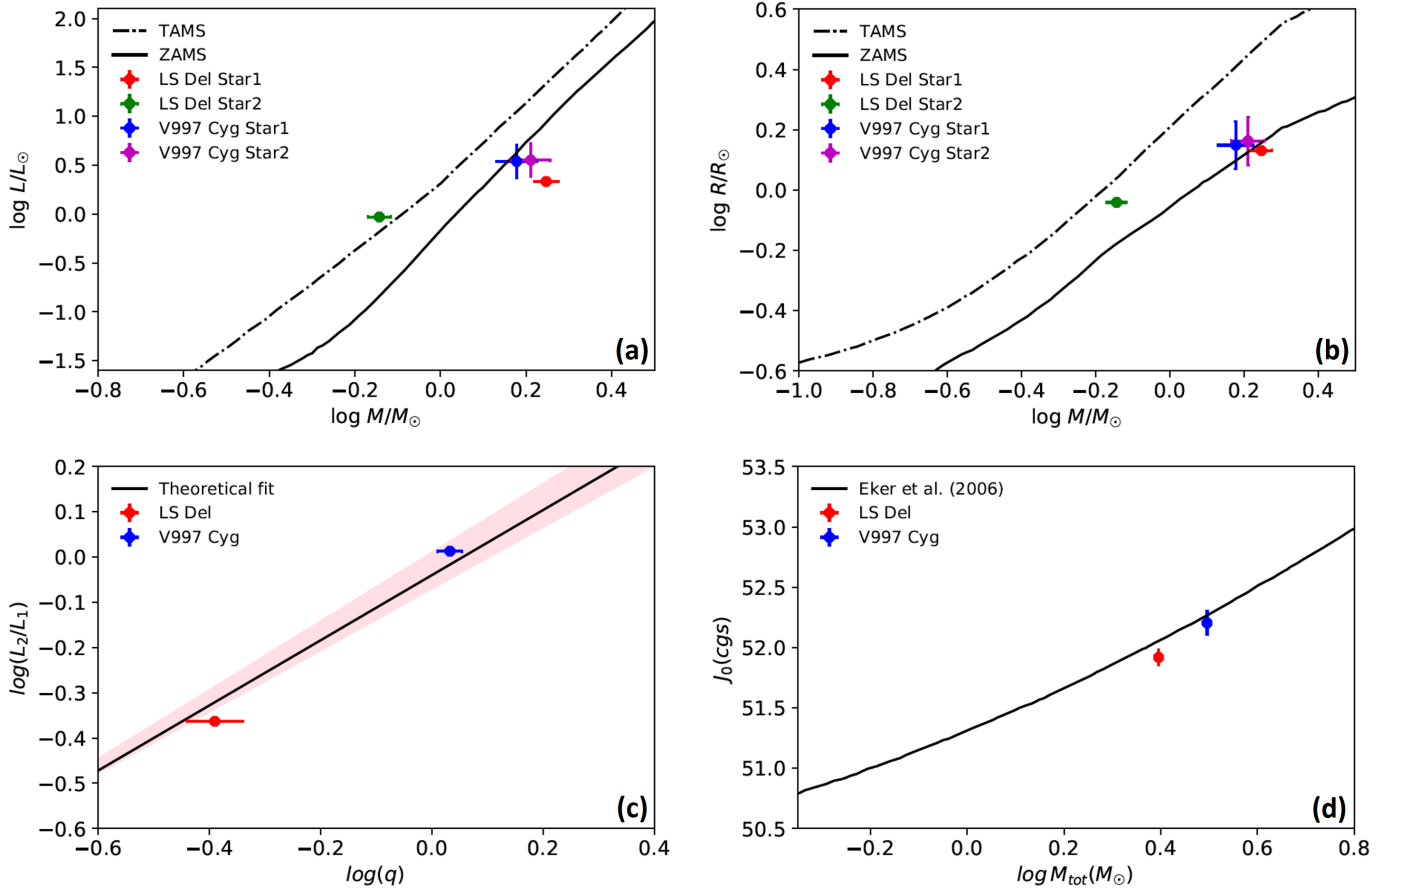 TAMS
ZAMS
LS Del Star1
LS Del Star2
V997 Cyg Star1
V997 Cyg Star2
2.0
1.5
1.0
0.5
0.0
−0.5
−1.0
−1.5
log L/L☉
−0.8 −0.6 −0.4 −0.2 0.0 0.2 0.4
log M/M☉
(a)
TAMS
ZAMS
LS Del Star1
LS Del Star2
V997 Cyg Star1
V997 Cyg Star2
0.6
0.4
0.2
0.0
−0.2
−0.4
−0.6
log R/R☉
−1.0 −0.8 −0.6 −0.4 −0.2 0.0 0.2 0.4
log M/M☉
(b)
Theoretical fit
LS Del
V997 Cyg
0.2
0.1
0.0
−0.1
−0.2
−0.3
−0.4
−0.5
−0.6
log(L₂/L₁)
−0.6 −0.4 −0.2 0.0 0.2 0.4
log(q)
(c)
Eker et al. (2006)
LS Del
V997 Cyg
53.5
53.0
52.5
52.0
51.5
51.0
50.5
J₀(cgs)
−0.2 0.0 0.2 0.4 0.6 0.8
log Mtot(M☉)
(d)